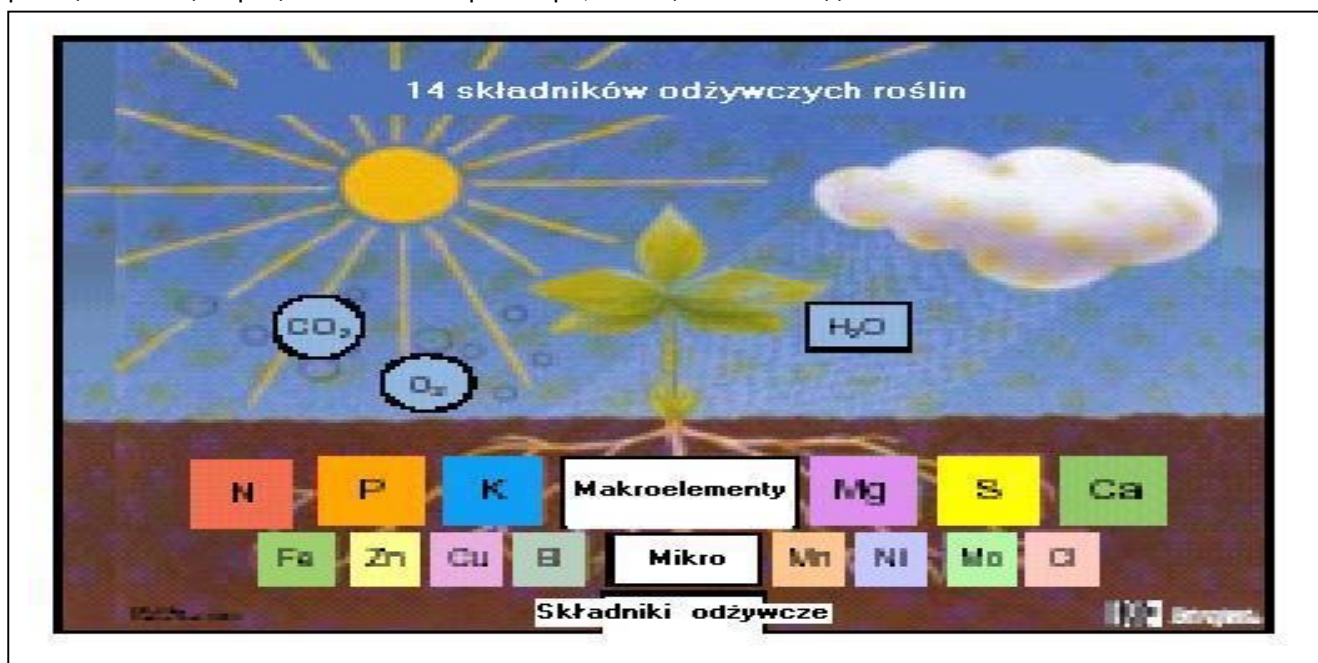 14 składników odżywczych roślin
CO₂
H₂O
O₂
N P K Makroelementy Mg S Ca
Fe Zn Cu B Mikro Mn Ni Mo Cl
Składniki odżywcze